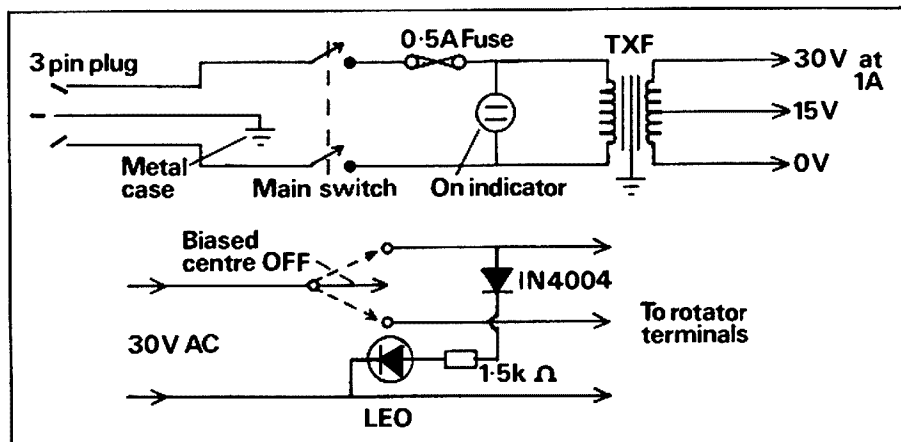 3 pin plug
0·5A Fuse
TXF
30V at
1A
15V
0V
Metal
case
Main switch
On indicator
Biased
centre OFF
IN4004
To rotator
terminals
30V AC
1·5k Ω
LEO